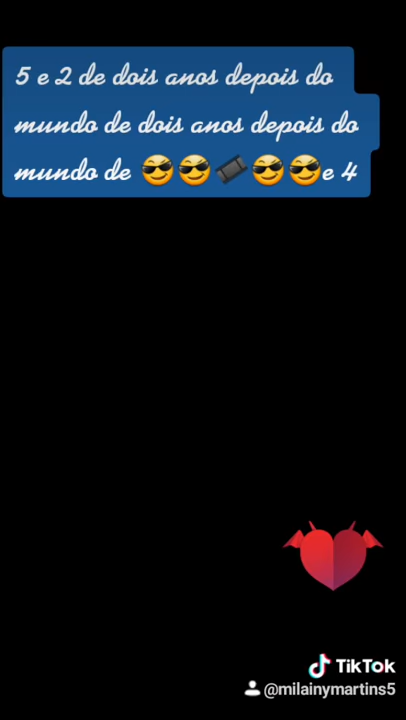 5 e 2 de dois anos depois do
mundo de dois anos depois do
mundo de 😎😎🎞️😎😎e 4
TikTok
@milainymartins5